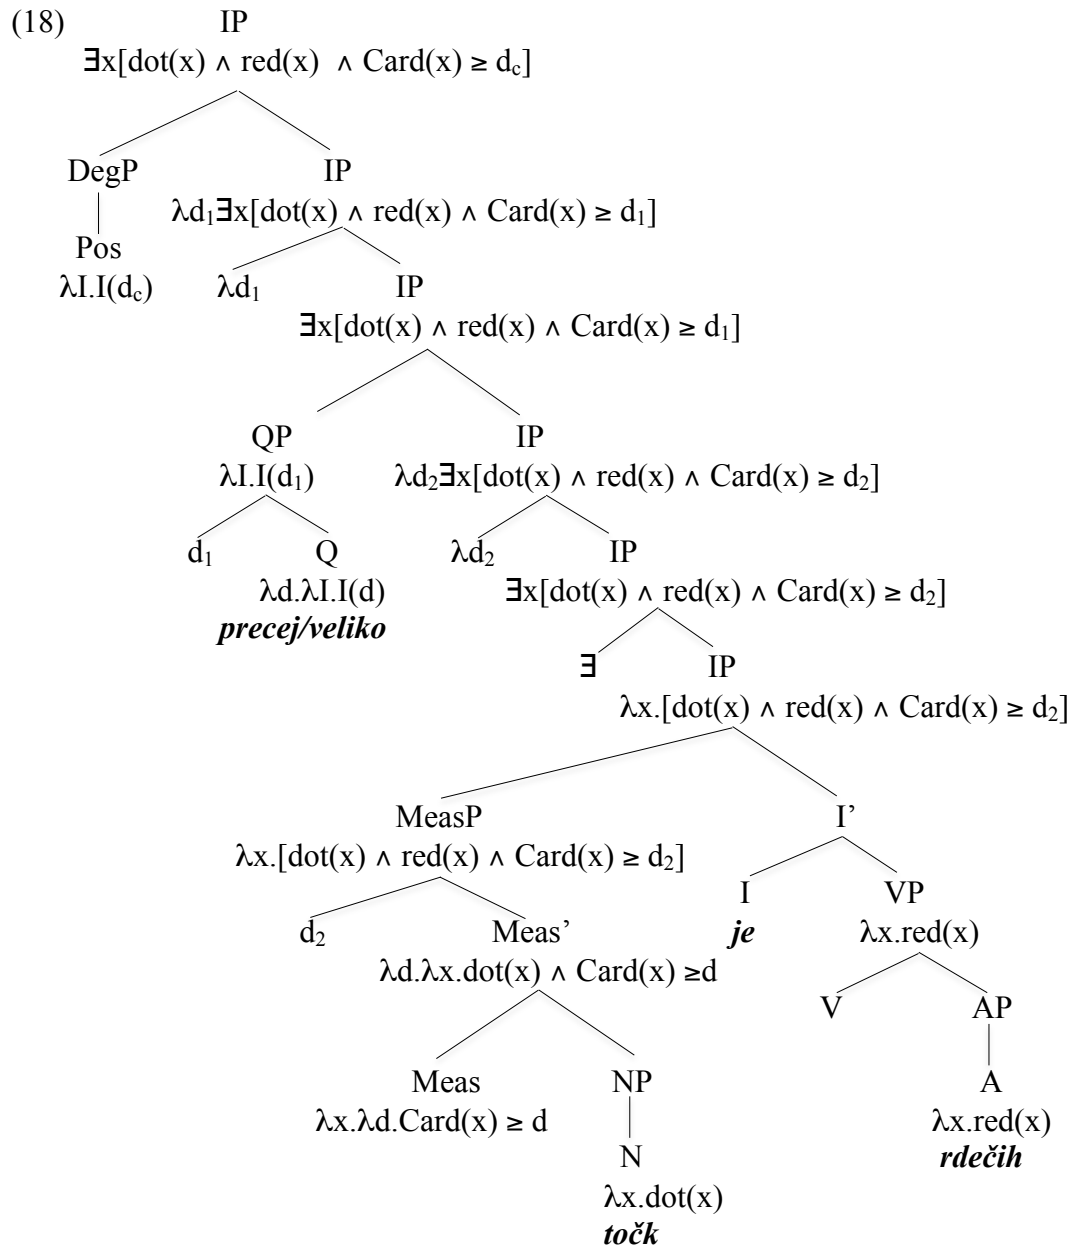 (18) IP
∃x[dot(x) ∧ red(x) ∧ Card(x) ≥ dc]
DegP IP
λd1∃x[dot(x) ∧ red(x) ∧ Card(x) ≥ d1]
Pos
λI.I(dc) λd1 IP
∃x[dot(x) ∧ red(x) ∧ Card(x) ≥ d1]
QP IP
λI.I(d1) λd2∃x[dot(x) ∧ red(x) ∧ Card(x) ≥ d2]
d1 Q λd2 IP
λd.λI.I(d) ∃x[dot(x) ∧ red(x) ∧ Card(x) ≥ d2]
precej/veliko
∃ IP
λx.[dot(x) ∧ red(x) ∧ Card(x) ≥ d2]
MeasP I’
λx.[dot(x) ∧ red(x) ∧ Card(x) ≥ d2]
I VP
d2 Meas’ je λx.red(x)
λd.λx.dot(x) ∧ Card(x) ≥d
V AP
Meas NP A
λx.λd.Card(x) ≥ d λx.red(x)
N rdečih
λx.dot(x)
točk